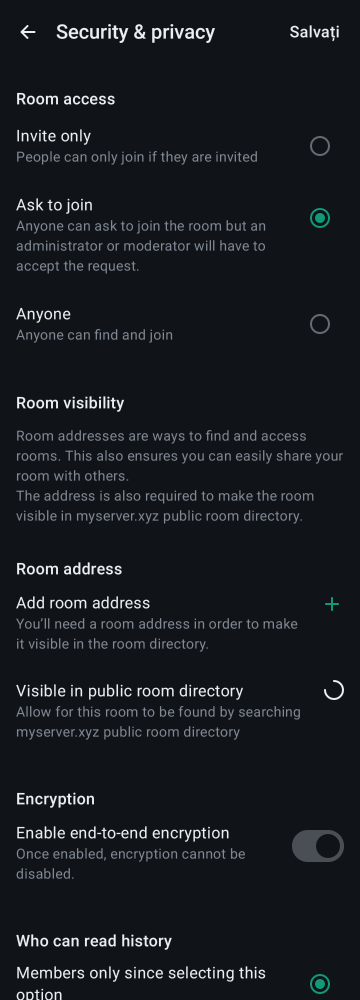 Security & privacy
Salvați
Room access
Invite only
People can only join if they are invited
Ask to join
Anyone can ask to join the room but an
administrator or moderator will have to
accept the request.
Anyone
Anyone can find and join
Room visibility
Room addresses are ways to find and access
rooms. This also ensures you can easily share your
room with others.
The address is also required to make the room
visible in myserver.xyz public room directory.
Room address
Add room address
You’ll need a room address in order to make
it visible in the room directory.
Visible in public room directory
Allow for this room to be found by searching
myserver.xyz public room directory
Encryption
Enable end-to-end encryption
Once enabled, encryption cannot be
disabled.
Who can read history
Members only since selecting this
option